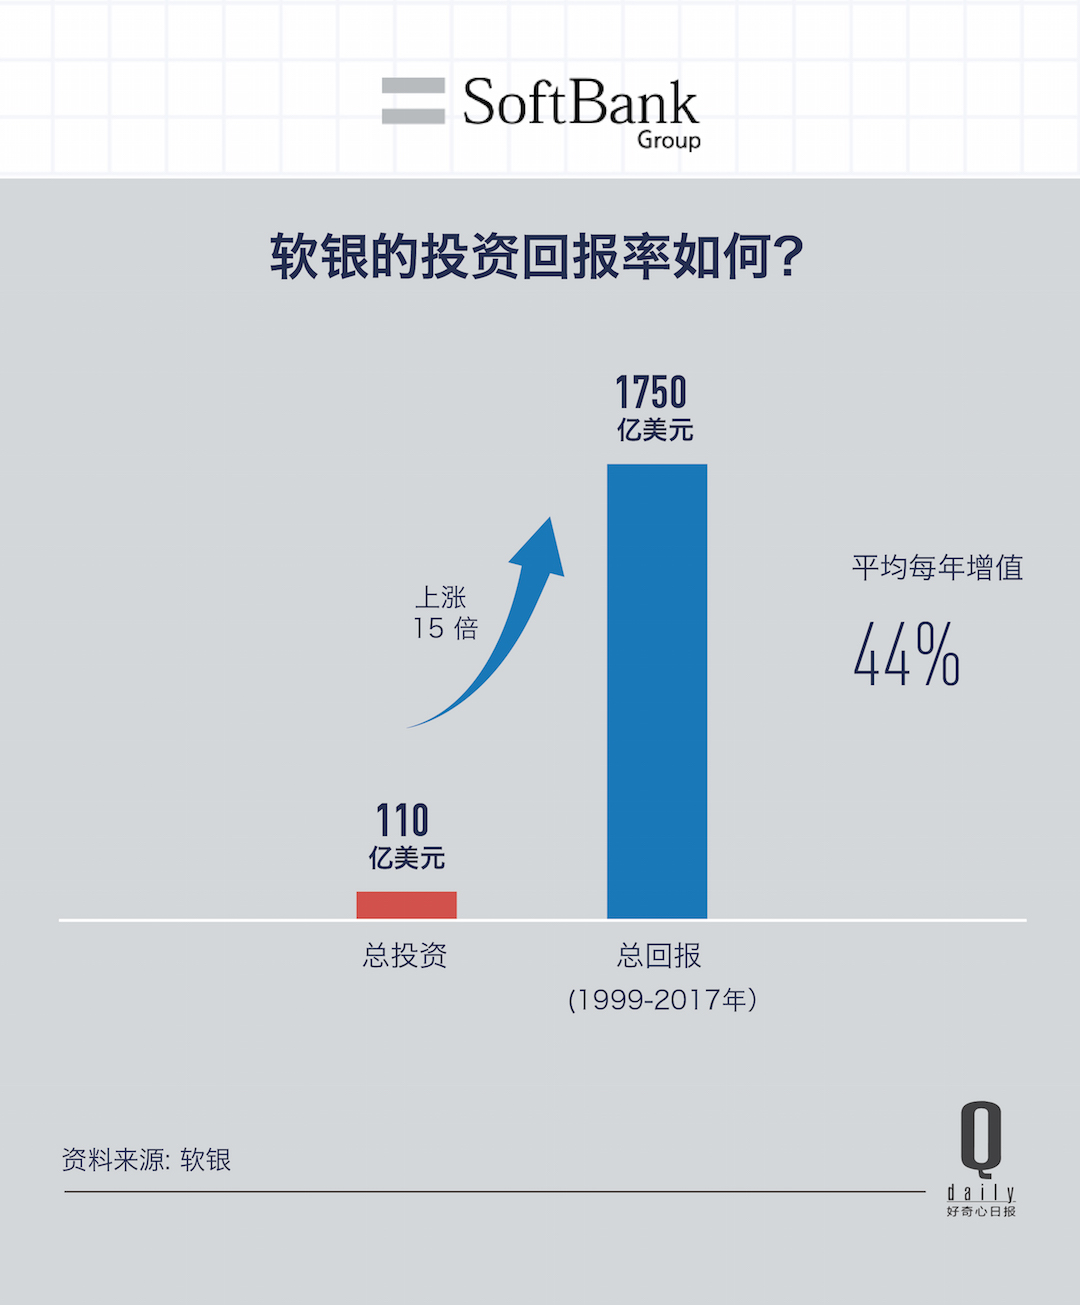 SoftBank
Group
软银的投资回报率如何?
1750
亿美元
上涨
15 倍
平均每年增值
44%
110
亿美元
总投资
总回报
(1999-2017年)
资料来源: 软银
Q
daily
好奇心日报